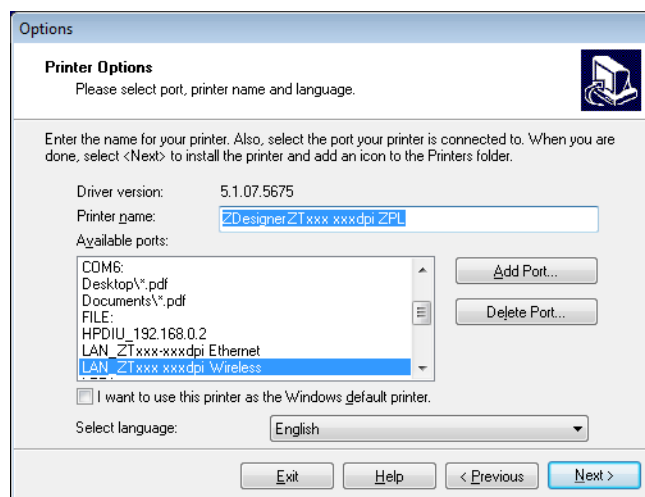 Options
Printer Options
Please select port, printer name and language.
Enter the name for your printer. Also, select the port your printer is connected to. When you are
done, select <Next> to install the printer and add an icon to the Printers folder.
Driver version: 5.1.07.5675
Printer name: ZDesignerZTxxx xxxdpi ZPL
Available ports:
COM6:
Desktop\*.pdf
Documents\*.pdf
FILE:
HPDIU_192.168.0.2
LAN_ZTxxx-xxxdpi Ethernet
LAN_ZTxxx xxxdpi Wireless
Add Port...
Delete Port...
I want to use this printer as the Windows default printer.
Select language: English
Exit Help < Previous Next >